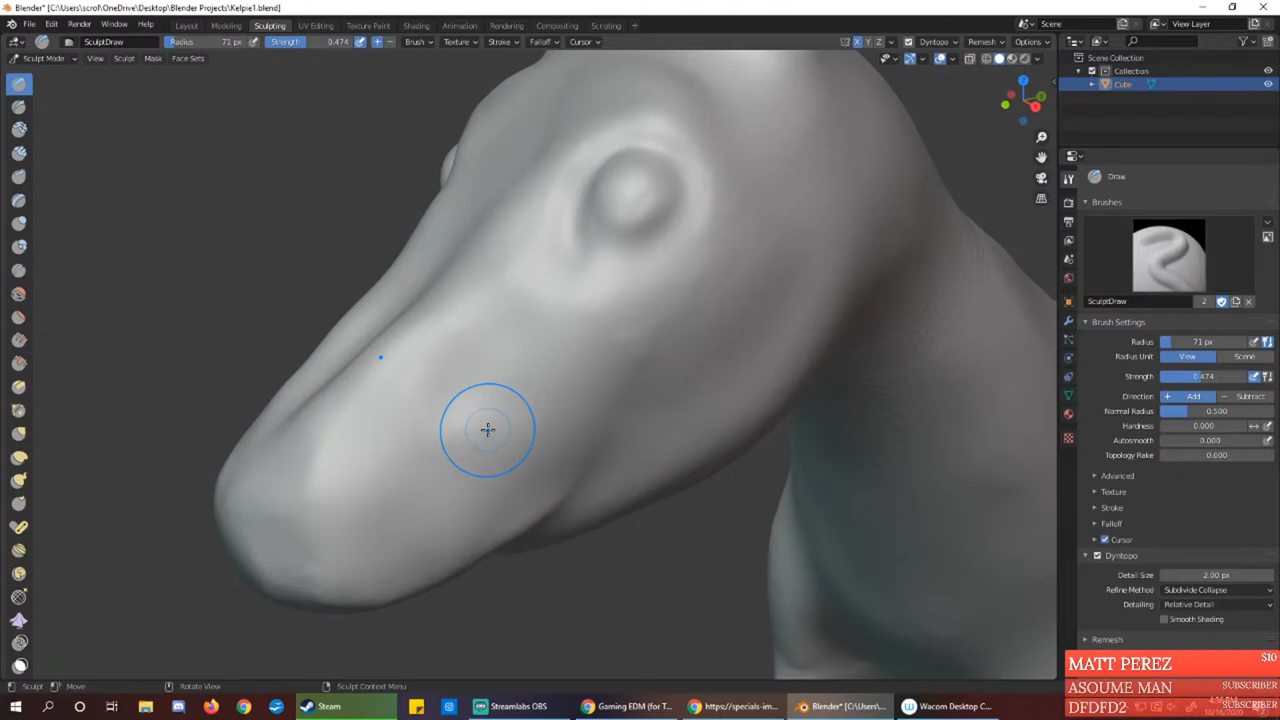 Blender* [C:\Users\scrof\OneDrive\Desktop\Blender Projects\Kelpie1.blend]
File Edit Render Window Help Layout Modeling Sculpting UV Editing Texture Paint Shading Animation Rendering Compositing Scripting + Scene View Layer
SculptDraw Radius 71 px Strength 0.474 Brush Texture Stroke Falloff Cursor X Y Z Dyntopo Remesh Options
Sculpt Mode View Sculpt Mask Face Sets
Scene Collection
Collection
Cube
Draw
Brushes
SculptDraw 2
Brush Settings
Radius 71 px
Radius Unit View Scene
Strength 0.474
Direction + Add − Subtract
Normal Radius 0.500
Hardness 0.000
Autosmooth 0.000
Topology Rake 0.000
Advanced
Texture
Stroke
Falloff
Cursor
Dyntopo
Detail Size 2.00 px
Refine Method Subdivide Collapse
Detailing Relative Detail
Smooth Shading
Remesh
MATT PEREZ $10
ASOUME MAN SUBSCRIBER
DFDFD2 SUBSCRIBER
Sculpt Move Rotate View Sculpt Context Menu
Steam Streamlabs OBS Gaming EDM (for T... https://specials-im... Blender* [C:\Users\... Wacom Desktop C...
10/16/2020